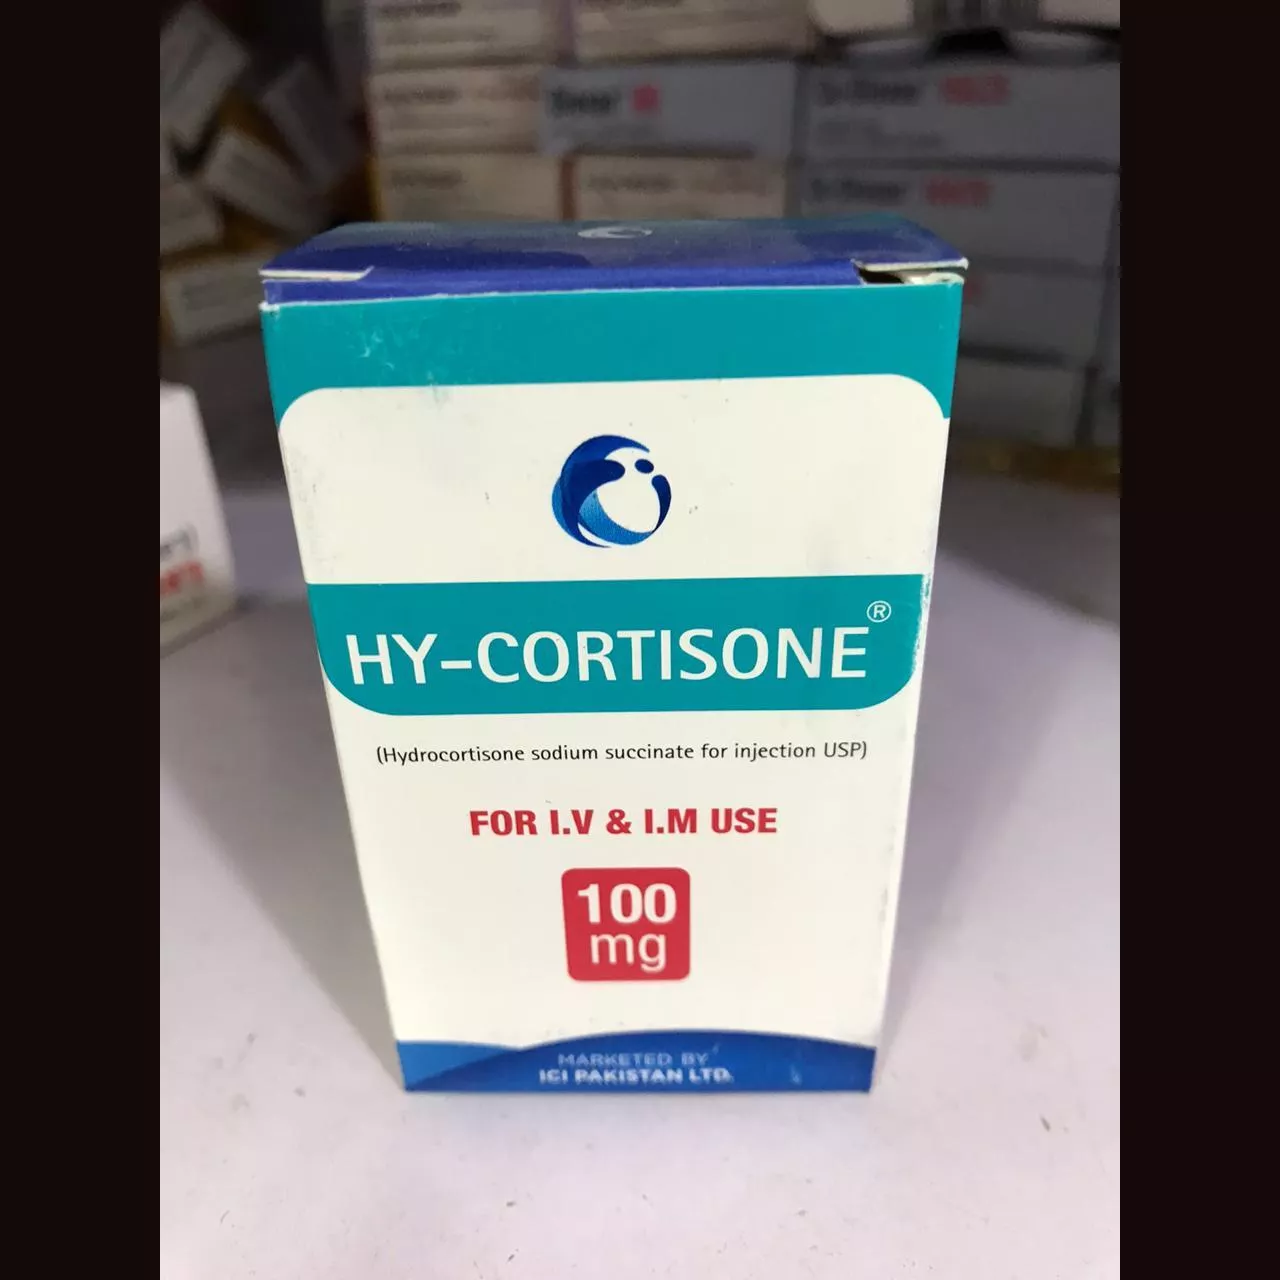 HY-CORTISONE®
(Hydrocortisone sodium succinate for injection USP)
FOR I.V & I.M USE
100
mg
MARKETED BY
ICI PAKISTAN LTD.